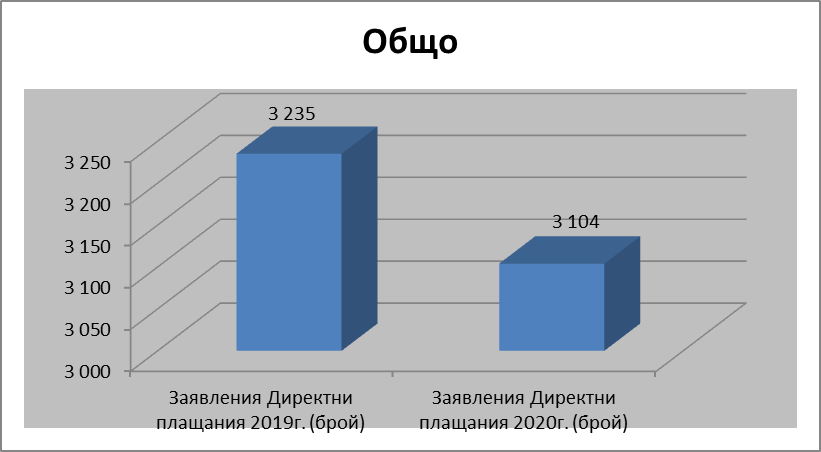 Общо
3 235
3 104
3 250
3 200
3 150
3 100
3 050
3 000
Заявления Директни
плащания 2019г. (брой)
Заявления Директни
плащания 2020г. (брой)